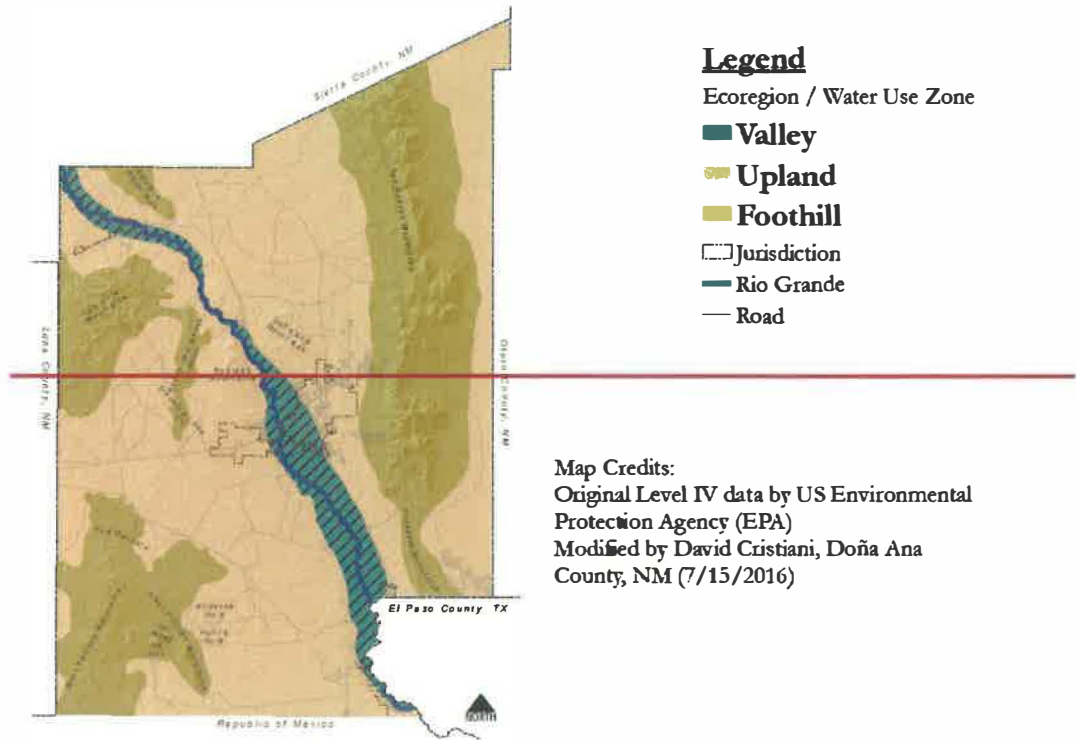 Sierra County, NM
Legend
Ecoregion / Water Use Zone
Valley
Upland
Foothill
Jurisdiction
Rio Grande
Road
Luna County, NM
Otero County, NM
Map Credits:
Original Level IV data by US Environmental
Protection Agency (EPA)
Modified by David Cristiani, Doña Ana
County, NM (7/15/2016)
El Paso County TX
Republic of Mexico
NORTH